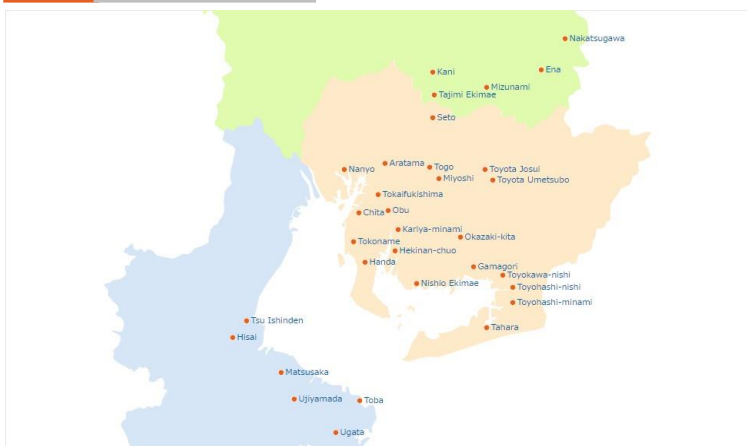 Nakatsugawa
Ena
Kani
Mizunami
Tajimi Ekimae
Seto
Aratama
Togo
Nanyo
Toyota Josui
Miyoshi
Toyota Umetsubo
Tokaifukishima
Chita
Obu
Kariya-minami
Okazaki-kita
Tokoname
Hekinan-chuo
Handa
Gamagori
Toyokawa-nishi
Nishio Ekimae
Toyohashi-nishi
Toyohashi-minami
Tsu Ishinden
Tahara
Hisai
Matsusaka
Ujiyamada
Toba
Ugata